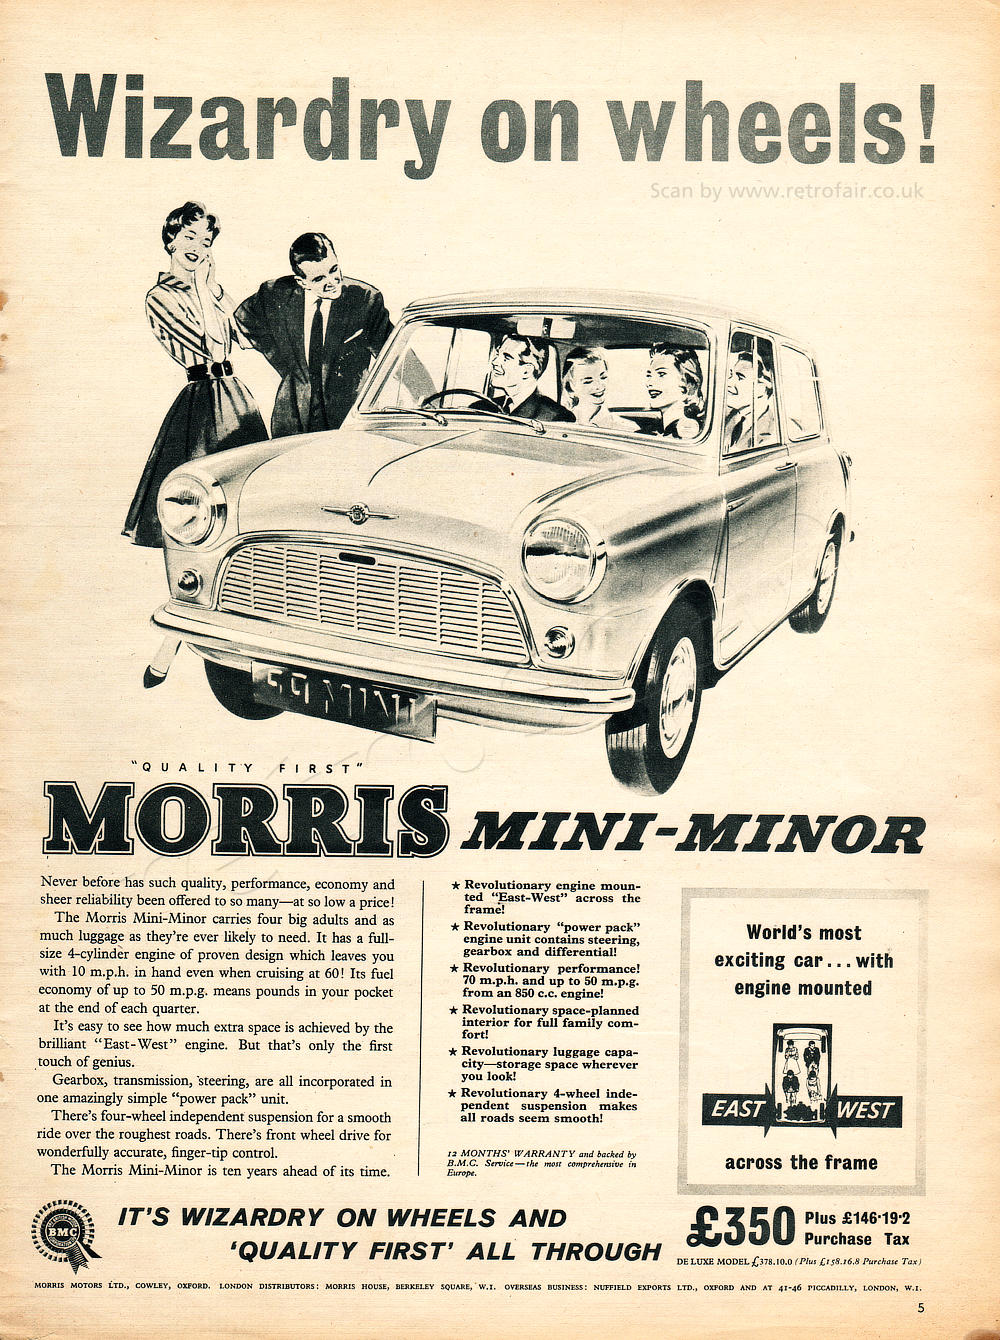 Wizardry on wheels!
Scan by www.retrofair.co.uk
59 MINI
"QUALITY FIRST"
MORRIS MINI-MINOR
Never before has such quality, performance, economy and
sheer reliability been offered to so many—at so low a price!
The Morris Mini-Minor carries four big adults and as
much luggage as they're ever likely to need. It has a full-
size 4-cylinder engine of proven design which leaves you
with 10 m.p.h. in hand even when cruising at 60! Its fuel
economy of up to 50 m.p.g. means pounds in your pocket
at the end of each quarter.
It's easy to see how much extra space is achieved by the
brilliant "East-West" engine. But that's only the first
touch of genius.
Gearbox, transmission, steering, are all incorporated in
one amazingly simple "power pack" unit.
There's four-wheel independent suspension for a smooth
ride over the roughest roads. There's front wheel drive for
wonderfully accurate, finger-tip control.
The Morris Mini-Minor is ten years ahead of its time.
★ Revolutionary engine moun-
ted "East-West" across the
frame!
★ Revolutionary "power pack"
engine unit contains steering,
gearbox and differential!
★ Revolutionary performance!
70 m.p.h. and up to 50 m.p.g.
from an 850 c.c. engine!
★ Revolutionary space-planned
interior for full family com-
fort!
★ Revolutionary luggage capa-
city—storage space wherever
you look!
★ Revolutionary 4-wheel inde-
pendent suspension makes
all roads seem smooth!
12 MONTHS' WARRANTY and backed by
B.M.C. Service—the most comprehensive in
Europe.
World's most
exciting car...with
engine mounted
EAST WEST
across the frame
BMC
IT'S WIZARDRY ON WHEELS AND
'QUALITY FIRST' ALL THROUGH
£350 Plus £146·19·2
Purchase Tax
DE LUXE MODEL £378.10.0 (Plus £158.16.8 Purchase Tax)
MORRIS MOTORS LTD., COWLEY, OXFORD. LONDON DISTRIBUTORS: MORRIS HOUSE, BERKELEY SQUARE, W.I. OVERSEAS BUSINESS: NUFFIELD EXPORTS LTD., OXFORD AND AT 41-46 PICCADILLY, LONDON, W.I.
5